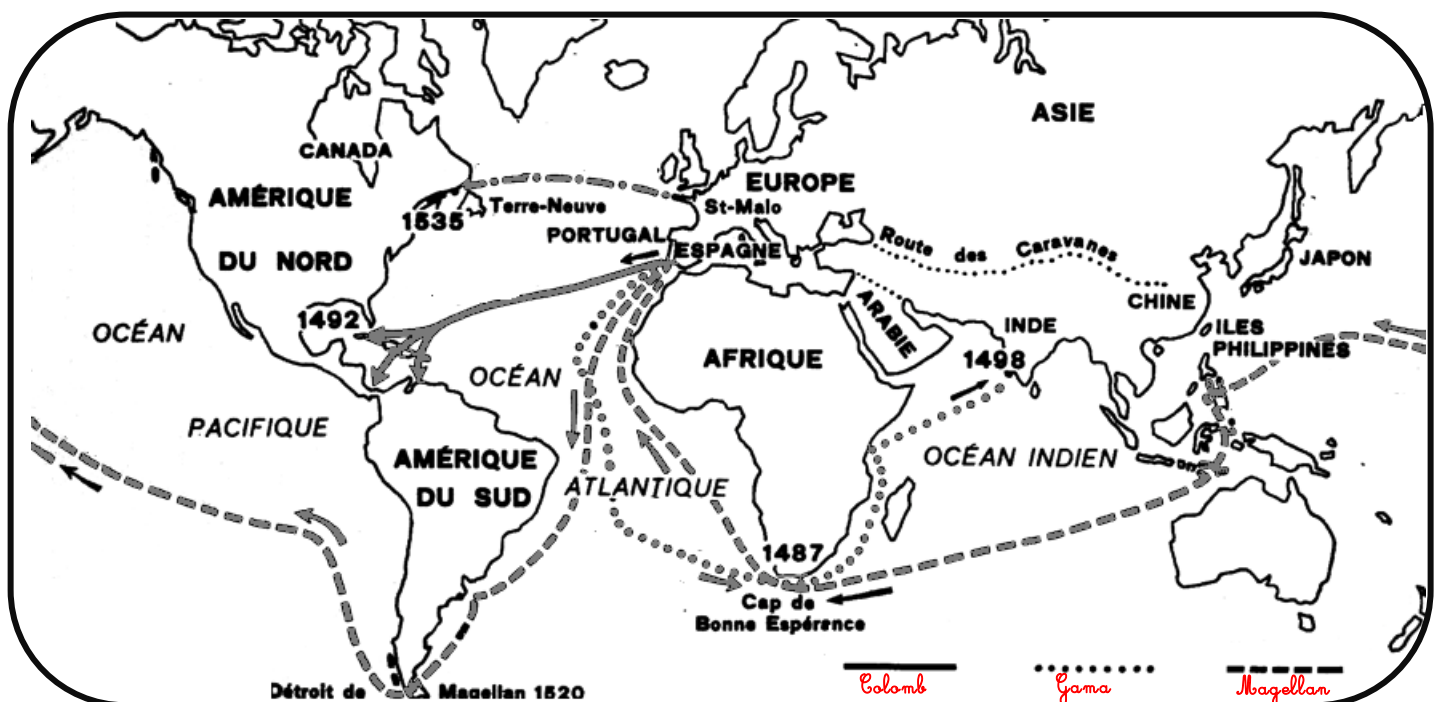 ASIE
CANADA
AMÉRIQUE
DU NORD
1535
Terre-Neuve
EUROPE
St-Malo
PORTUGAL
ESPAGNE
Route des Caravanes
JAPON
CHINE
ARABIE
INDE
1498
ILES
PHILIPPINES
1492
OCÉAN
PACIFIQUE
OCÉAN
ATLANTIQUE
AFRIQUE
AMÉRIQUE
DU SUD
OCÉAN INDIEN
1487
Cap de
Bonne Espérance
Détroit de Magellan 1520
Colomb
Gama
Magellan